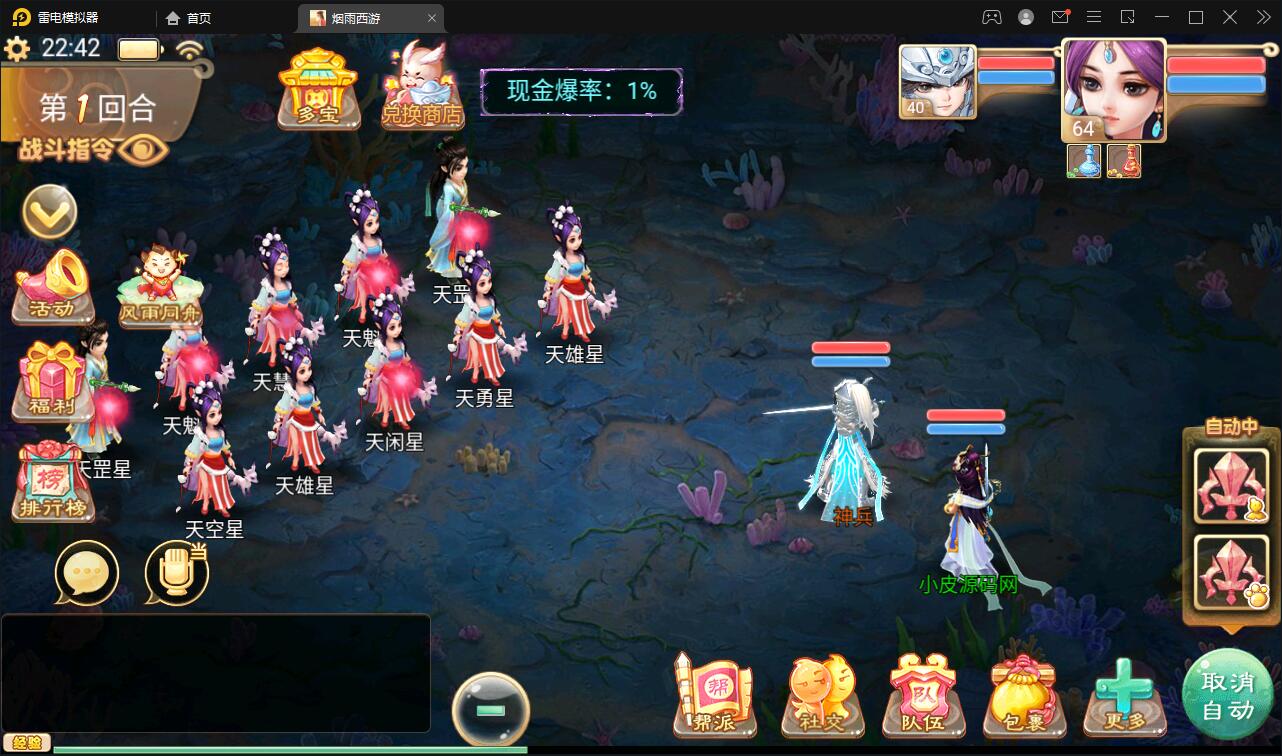 雷电模拟器
首页
烟雨西游
22:42
第1回合
战斗指令
多宝
兑换商店
现金爆率：1%
40
64
活动
风雨同舟
福利
排行榜
榜
天罡
天魁
天雄星
天慧
天勇星
天魁
天闲星
天罡星
天雄星
天空星
当
神兵
小皮源码网
自动中
帮
帮派
社交
队
队伍
包裹
更多
取消
自动
经验